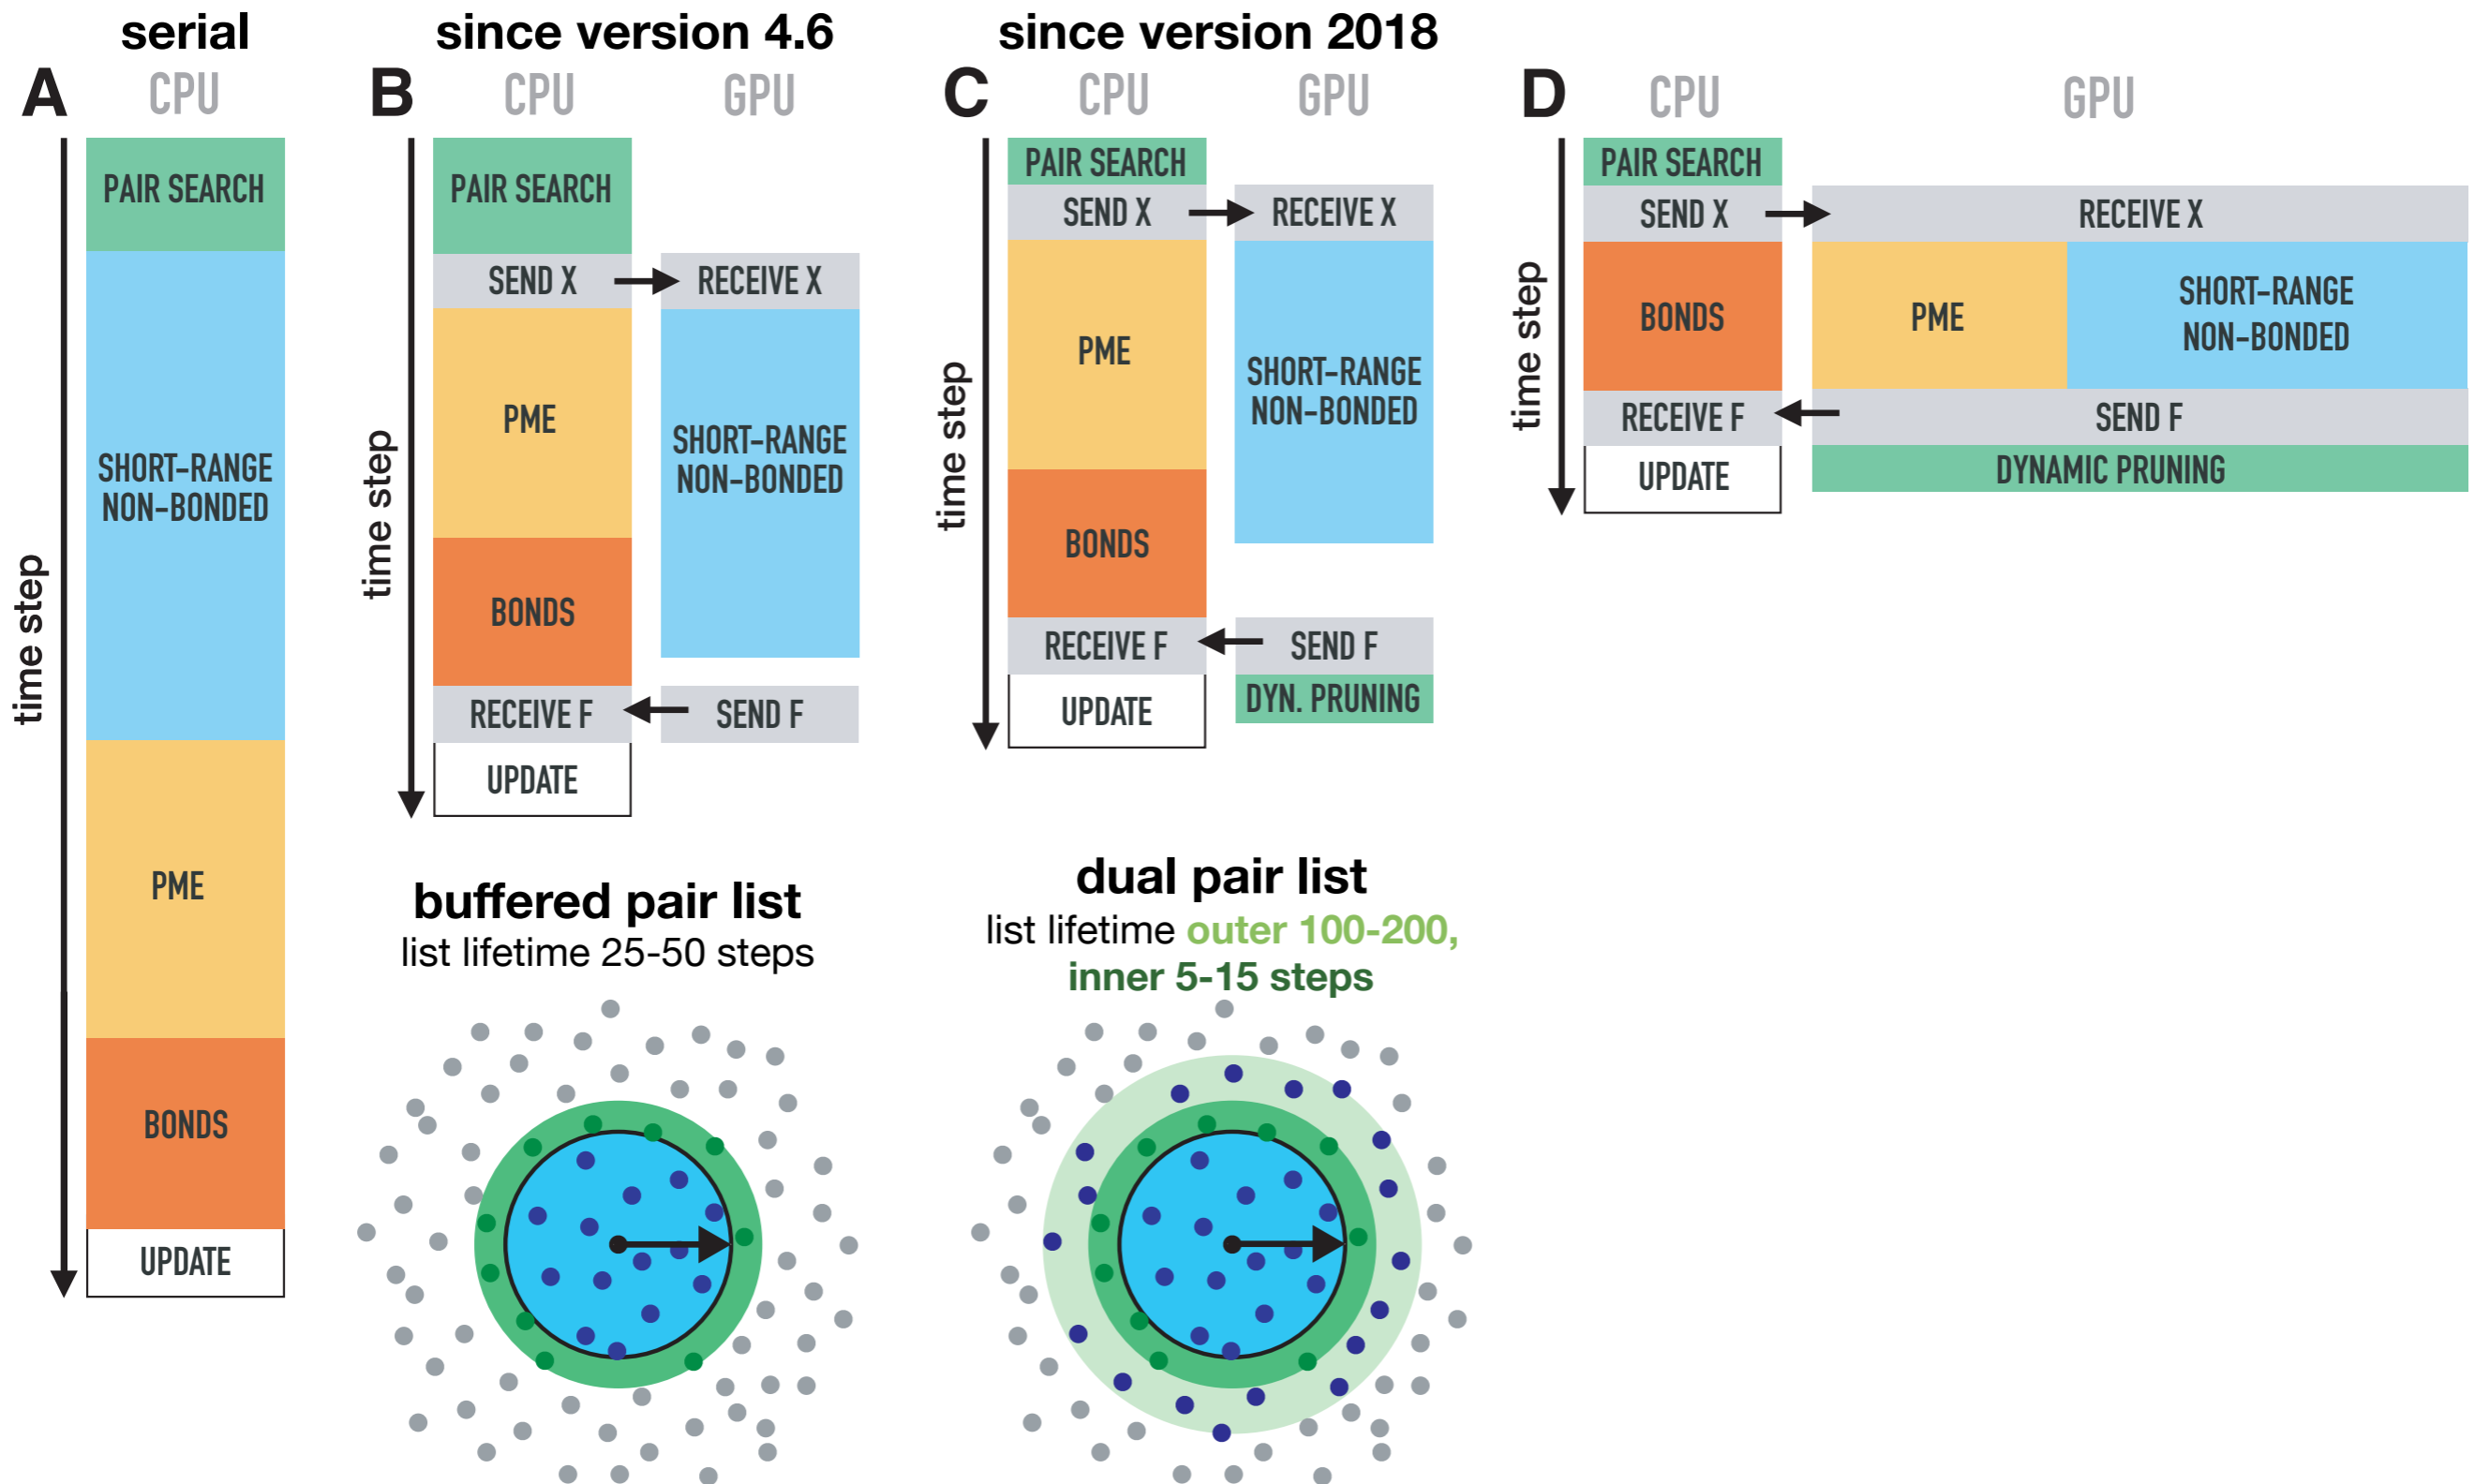 serial
A
CPU
time step
PAIR SEARCH
SHORT-RANGE
NON-BONDED
PME
BONDS
UPDATE
since version 4.6
B
CPU
GPU
time step
PAIR SEARCH
SEND X
RECEIVE X
PME
SHORT-RANGE
NON-BONDED
BONDS
RECEIVE F
SEND F
UPDATE
buffered pair list
list lifetime 25-50 steps
since version 2018
C
CPU
GPU
time step
PAIR SEARCH
SEND X
RECEIVE X
PME
SHORT-RANGE
NON-BONDED
BONDS
RECEIVE F
SEND F
UPDATE
DYN. PRUNING
dual pair list
list lifetime outer 100-200,
inner 5-15 steps
D
CPU
GPU
time step
PAIR SEARCH
SEND X
RECEIVE X
BONDS
PME
SHORT-RANGE
NON-BONDED
RECEIVE F
SEND F
UPDATE
DYNAMIC PRUNING